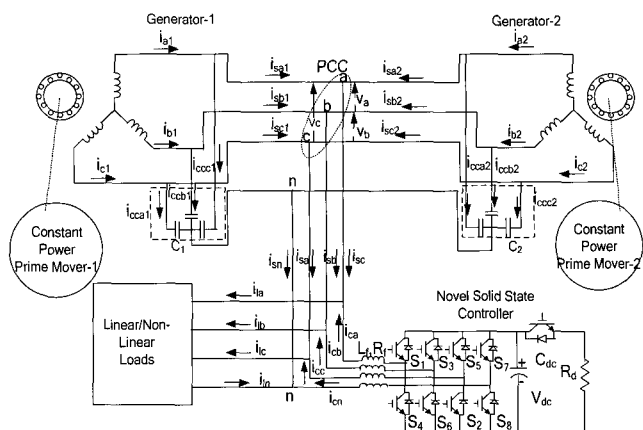 Generator-1
Generator-2
i_a1
i_a2
i_sa1
PCC
a
i_sa2
i_sb1
b
v_a
i_sb2
i_b1
v_c
i_b2
i_sc1
c
v_b
i_sc2
i_c1
i_ccc1
i_cca2
i_ccb2
i_c2
i_ccb1
n
i_cca1
C_1
i_ccc2
C_2
Constant
Power
Prime Mover-1
Constant
Power
Prime Mover-2
i_sn
i_sa
i_sb
i_sc
Novel Solid State
Controller
Linear/Non-
Linear
Loads
i_la
i_lb
i_lc
i_ln
n
i_ca
i_cb
i_cc
i_cn
S_1
S_3
S_5
S_7
C_dc
R_d
V_dc
S_4
S_6
S_2
S_8